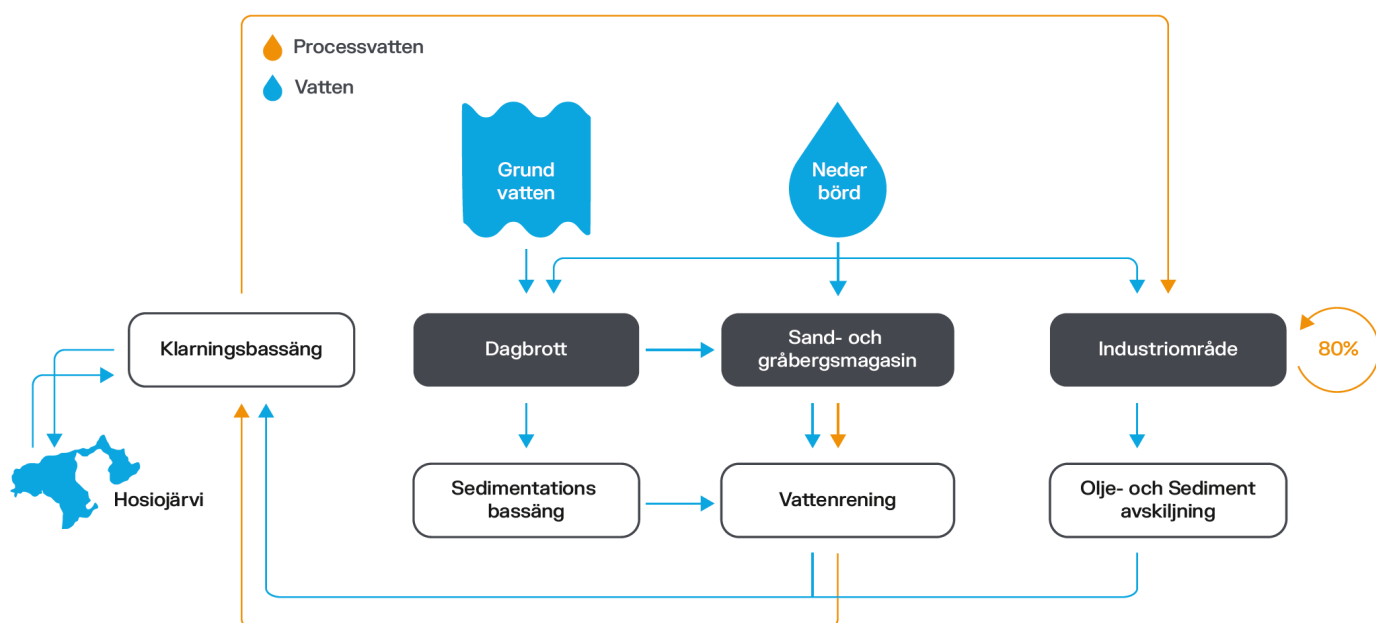 Processvatten
Vatten
Grund
vatten
Neder
börd
Klarningsbassäng
Dagbrott
Sand- och
gråbergsmagasin
Industriområde
80%
Hosiojärvi
Sedimentations
bassäng
Vattenrening
Olje- och Sediment
avskiljning